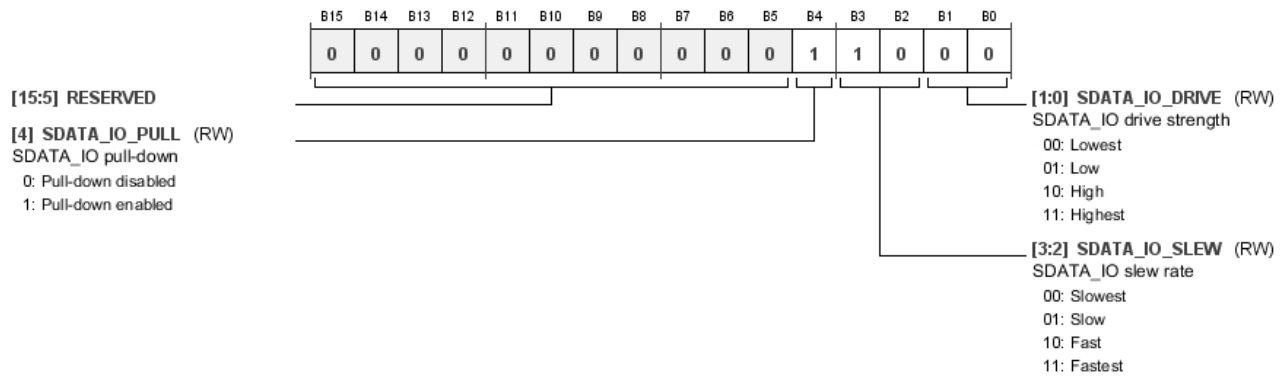 B15 B14 B13 B12 B11 B10 B9 B8 B7 B6 B5 B4 B3 B2 B1 B0
0 0 0 0 0 0 0 0 0 0 0 1 1 0 0 0
[15:5] RESERVED
[4] SDATA_IO_PULL (RW)
SDATA_IO pull-down
0: Pull-down disabled
1: Pull-down enabled
[1:0] SDATA_IO_DRIVE (RW)
SDATA_IO drive strength
00: Lowest
01: Low
10: High
11: Highest
[3:2] SDATA_IO_SLEW (RW)
SDATA_IO slew rate
00: Slowest
01: Slow
10: Fast
11: Fastest